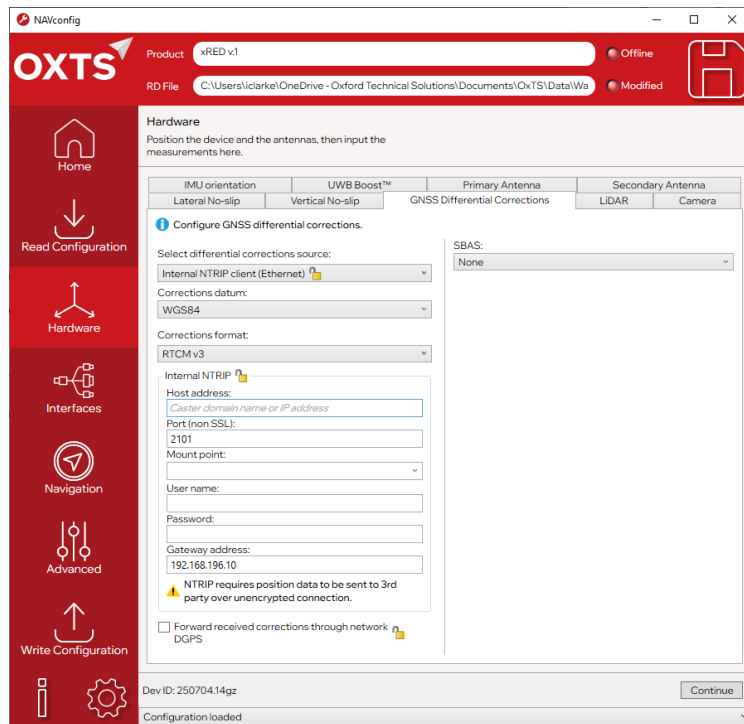 NAVconfig
OXTS
Product
xRED v.1
Offline
RD File
C:\Users\iclarke\OneDrive - Oxford Technical Solutions\Documents\OxTS\Data\Wa
Modified
Home
Read Configuration
Hardware
Interfaces
Navigation
Advanced
Write Configuration
Hardware
Position the device and the antennas, then input the
measurements here.
IMU orientation
UWB Boost™
Primary Antenna
Secondary Antenna
Lateral No-slip
Vertical No-slip
GNSS Differential Corrections
LiDAR
Camera
Configure GNSS differential corrections.
Select differential corrections source:
Internal NTRIP client (Ethernet)
Corrections datum:
WGS84
Corrections format:
RTCM v3
Internal NTRIP
Host address:
Caster domain name or IP address
Port (non SSL):
2101
Mount point:
User name:
Password:
Gateway address:
192.168.196.10
NTRIP requires position data to be sent to 3rd
party over unencrypted connection.
Forward received corrections through network
DGPS
SBAS:
None
Dev ID: 250704.14gz
Continue
Configuration loaded